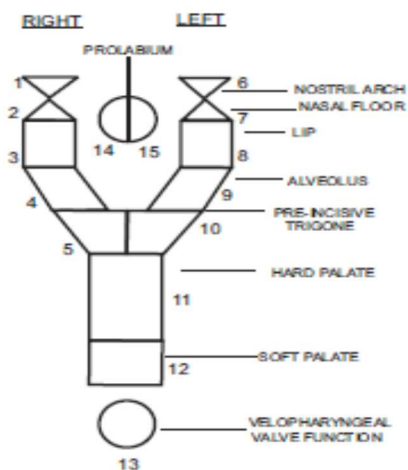 RIGHT LEFT
PROLABIUM
1 6
NOSTRIL ARCH
NASAL FLOOR
2 7
LIP
14 15
3 8
ALVEOLUS
4 9
PRE-INCISIVE
TRIGONE
5 10
HARD PALATE
11
SOFT PALATE
12
VELOPHARYNGEAL
VALVE FUNCTION
13